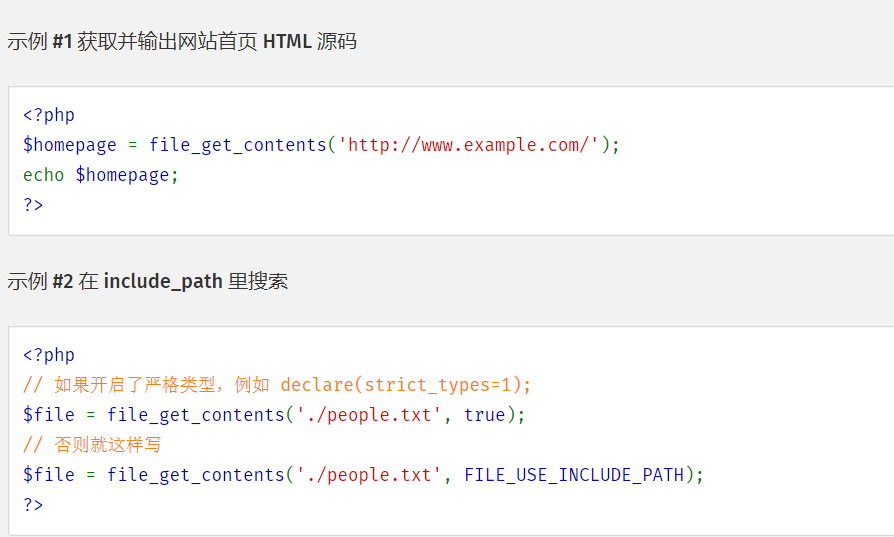 示例 #1 获取并输出网站首页 HTML 源码
<?php
$homepage = file_get_contents('http://www.example.com/');
echo $homepage;
?>
示例 #2 在 include_path 里搜索
<?php
// 如果开启了严格类型，例如 declare(strict_types=1);
$file = file_get_contents('./people.txt', true);
// 否则就这样写
$file = file_get_contents('./people.txt', FILE_USE_INCLUDE_PATH);
?>